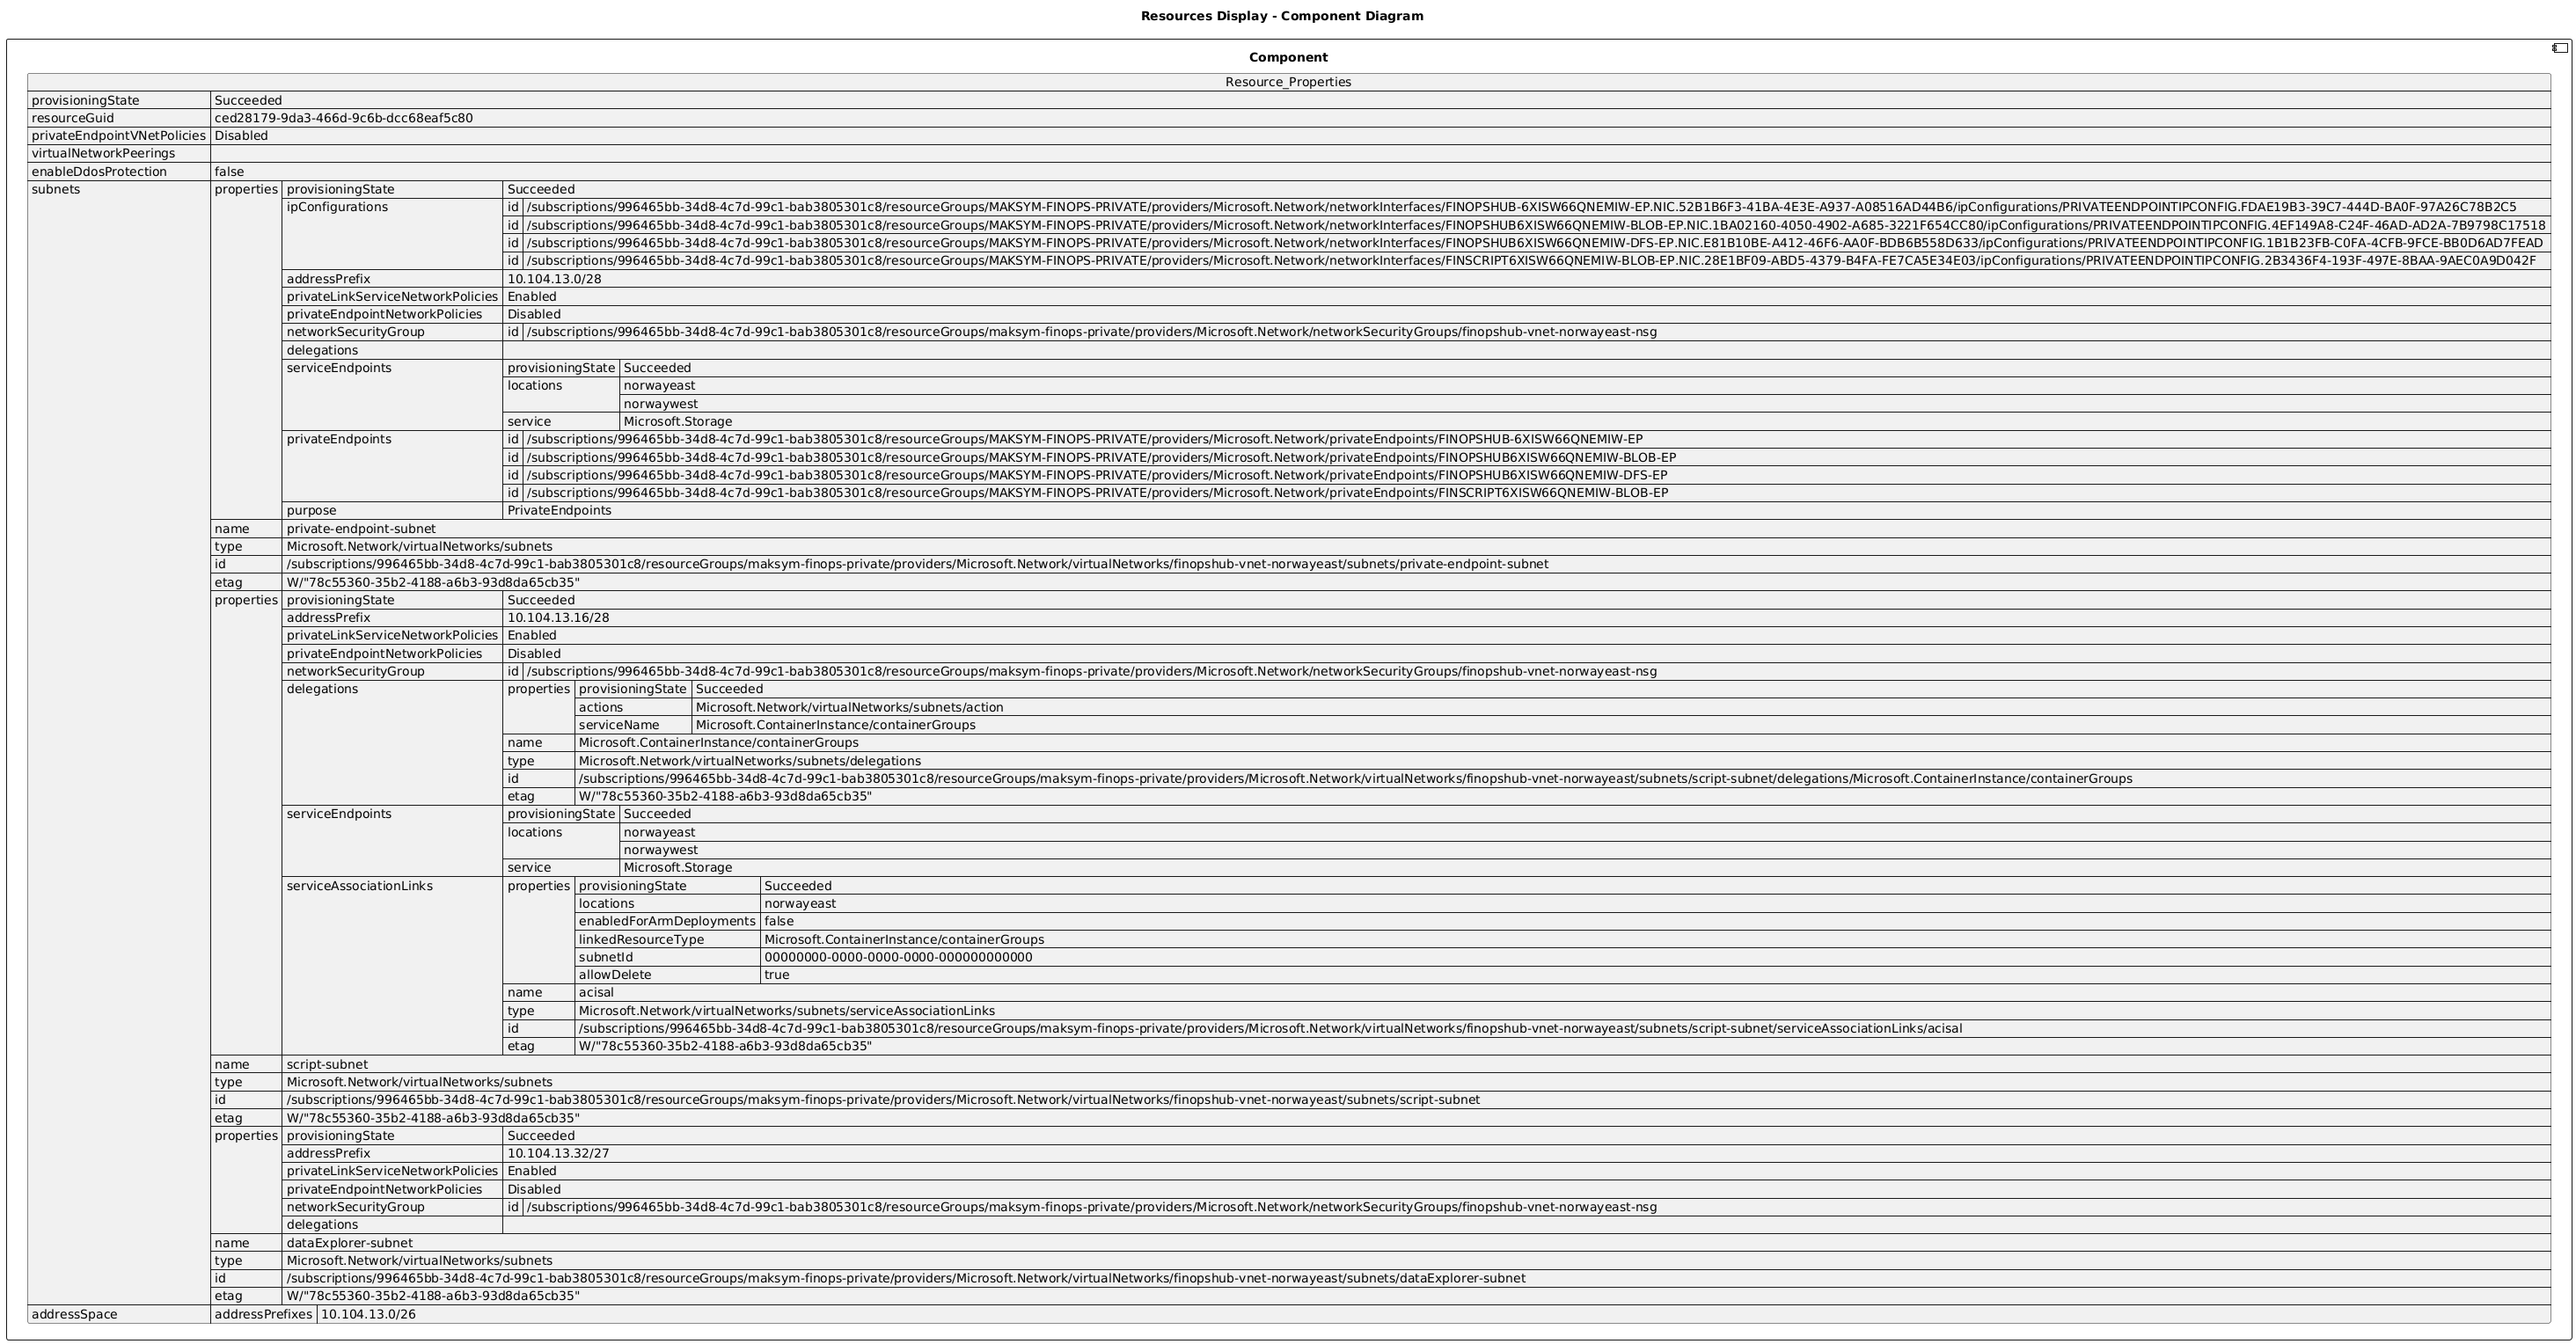 Resources Display - Component Diagram
Component
Resource_Properties
provisioningState Succeeded
resourceGuid ced28179-9da3-466d-9c6b-dcc68eaf5c80
privateEndpointVNetPolicies Disabled
virtualNetworkPeerings
enableDdosProtection false
subnets properties provisioningState Succeeded
ipConfigurations id /subscriptions/996465bb-34d8-4c7d-99c1-bab3805301c8/resourceGroups/MAKSYM-FINOPS-PRIVATE/providers/Microsoft.Network/networkInterfaces/FINOPSHUB-6XISW66QNEMIW-EP.NIC.52B1B6F3-41BA-4E3E-A937-A08516AD44B6/ipConfigurations/PRIVATEENDPOINTIPCONFIG.FDAE19B3-39C7-444D-BA0F-97A26C78B2C5
id /subscriptions/996465bb-34d8-4c7d-99c1-bab3805301c8/resourceGroups/MAKSYM-FINOPS-PRIVATE/providers/Microsoft.Network/networkInterfaces/FINOPSHUB6XISW66QNEMIW-BLOB-EP.NIC.1BA02160-4050-4902-A685-3221F654CC80/ipConfigurations/PRIVATEENDPOINTIPCONFIG.4EF149A8-C24F-46AD-AD2A-7B9798C17518
id /subscriptions/996465bb-34d8-4c7d-99c1-bab3805301c8/resourceGroups/MAKSYM-FINOPS-PRIVATE/providers/Microsoft.Network/networkInterfaces/FINOPSHUB6XISW66QNEMIW-DFS-EP.NIC.E81B10BE-A412-46F6-AA0F-BDB6B558D633/ipConfigurations/PRIVATEENDPOINTIPCONFIG.1B1B23FB-C0FA-4CFB-9FCE-BB0D6AD7FEAD
id /subscriptions/996465bb-34d8-4c7d-99c1-bab3805301c8/resourceGroups/MAKSYM-FINOPS-PRIVATE/providers/Microsoft.Network/networkInterfaces/FINSCRIPT6XISW66QNEMIW-BLOB-EP.NIC.28E1BF09-ABD5-4379-B4FA-FE7CA5E34E03/ipConfigurations/PRIVATEENDPOINTIPCONFIG.2B3436F4-193F-497E-8BAA-9AEC0A9D042F
addressPrefix 10.104.13.0/28
privateLinkServiceNetworkPolicies Enabled
privateEndpointNetworkPolicies Disabled
networkSecurityGroup id /subscriptions/996465bb-34d8-4c7d-99c1-bab3805301c8/resourceGroups/maksym-finops-private/providers/Microsoft.Network/networkSecurityGroups/finopshub-vnet-norwayeast-nsg
delegations
serviceEndpoints provisioningState Succeeded
locations norwayeast
norwaywest
service Microsoft.Storage
privateEndpoints id /subscriptions/996465bb-34d8-4c7d-99c1-bab3805301c8/resourceGroups/MAKSYM-FINOPS-PRIVATE/providers/Microsoft.Network/privateEndpoints/FINOPSHUB-6XISW66QNEMIW-EP
id /subscriptions/996465bb-34d8-4c7d-99c1-bab3805301c8/resourceGroups/MAKSYM-FINOPS-PRIVATE/providers/Microsoft.Network/privateEndpoints/FINOPSHUB6XISW66QNEMIW-BLOB-EP
id /subscriptions/996465bb-34d8-4c7d-99c1-bab3805301c8/resourceGroups/MAKSYM-FINOPS-PRIVATE/providers/Microsoft.Network/privateEndpoints/FINOPSHUB6XISW66QNEMIW-DFS-EP
id /subscriptions/996465bb-34d8-4c7d-99c1-bab3805301c8/resourceGroups/MAKSYM-FINOPS-PRIVATE/providers/Microsoft.Network/privateEndpoints/FINSCRIPT6XISW66QNEMIW-BLOB-EP
purpose PrivateEndpoints
name private-endpoint-subnet
type Microsoft.Network/virtualNetworks/subnets
id /subscriptions/996465bb-34d8-4c7d-99c1-bab3805301c8/resourceGroups/maksym-finops-private/providers/Microsoft.Network/virtualNetworks/finopshub-vnet-norwayeast/subnets/private-endpoint-subnet
etag W/"78c55360-35b2-4188-a6b3-93d8da65cb35"
properties provisioningState Succeeded
addressPrefix 10.104.13.16/28
privateLinkServiceNetworkPolicies Enabled
privateEndpointNetworkPolicies Disabled
networkSecurityGroup id /subscriptions/996465bb-34d8-4c7d-99c1-bab3805301c8/resourceGroups/maksym-finops-private/providers/Microsoft.Network/networkSecurityGroups/finopshub-vnet-norwayeast-nsg
delegations properties provisioningState Succeeded
actions Microsoft.Network/virtualNetworks/subnets/action
serviceName Microsoft.ContainerInstance/containerGroups
name Microsoft.ContainerInstance/containerGroups
type Microsoft.Network/virtualNetworks/subnets/delegations
id /subscriptions/996465bb-34d8-4c7d-99c1-bab3805301c8/resourceGroups/maksym-finops-private/providers/Microsoft.Network/virtualNetworks/finopshub-vnet-norwayeast/subnets/script-subnet/delegations/Microsoft.ContainerInstance/containerGroups
etag W/"78c55360-35b2-4188-a6b3-93d8da65cb35"
serviceEndpoints provisioningState Succeeded
locations norwayeast
norwaywest
service Microsoft.Storage
serviceAssociationLinks properties provisioningState Succeeded
locations norwayeast
enabledForArmDeployments false
linkedResourceType Microsoft.ContainerInstance/containerGroups
subnetId 00000000-0000-0000-0000-000000000000
allowDelete true
name acisal
type Microsoft.Network/virtualNetworks/subnets/serviceAssociationLinks
id /subscriptions/996465bb-34d8-4c7d-99c1-bab3805301c8/resourceGroups/maksym-finops-private/providers/Microsoft.Network/virtualNetworks/finopshub-vnet-norwayeast/subnets/script-subnet/serviceAssociationLinks/acisal
etag W/"78c55360-35b2-4188-a6b3-93d8da65cb35"
name script-subnet
type Microsoft.Network/virtualNetworks/subnets
id /subscriptions/996465bb-34d8-4c7d-99c1-bab3805301c8/resourceGroups/maksym-finops-private/providers/Microsoft.Network/virtualNetworks/finopshub-vnet-norwayeast/subnets/script-subnet
etag W/"78c55360-35b2-4188-a6b3-93d8da65cb35"
properties provisioningState Succeeded
addressPrefix 10.104.13.32/27
privateLinkServiceNetworkPolicies Enabled
privateEndpointNetworkPolicies Disabled
networkSecurityGroup id /subscriptions/996465bb-34d8-4c7d-99c1-bab3805301c8/resourceGroups/maksym-finops-private/providers/Microsoft.Network/networkSecurityGroups/finopshub-vnet-norwayeast-nsg
delegations
name dataExplorer-subnet
type Microsoft.Network/virtualNetworks/subnets
id /subscriptions/996465bb-34d8-4c7d-99c1-bab3805301c8/resourceGroups/maksym-finops-private/providers/Microsoft.Network/virtualNetworks/finopshub-vnet-norwayeast/subnets/dataExplorer-subnet
etag W/"78c55360-35b2-4188-a6b3-93d8da65cb35"
addressSpace addressPrefixes 10.104.13.0/26